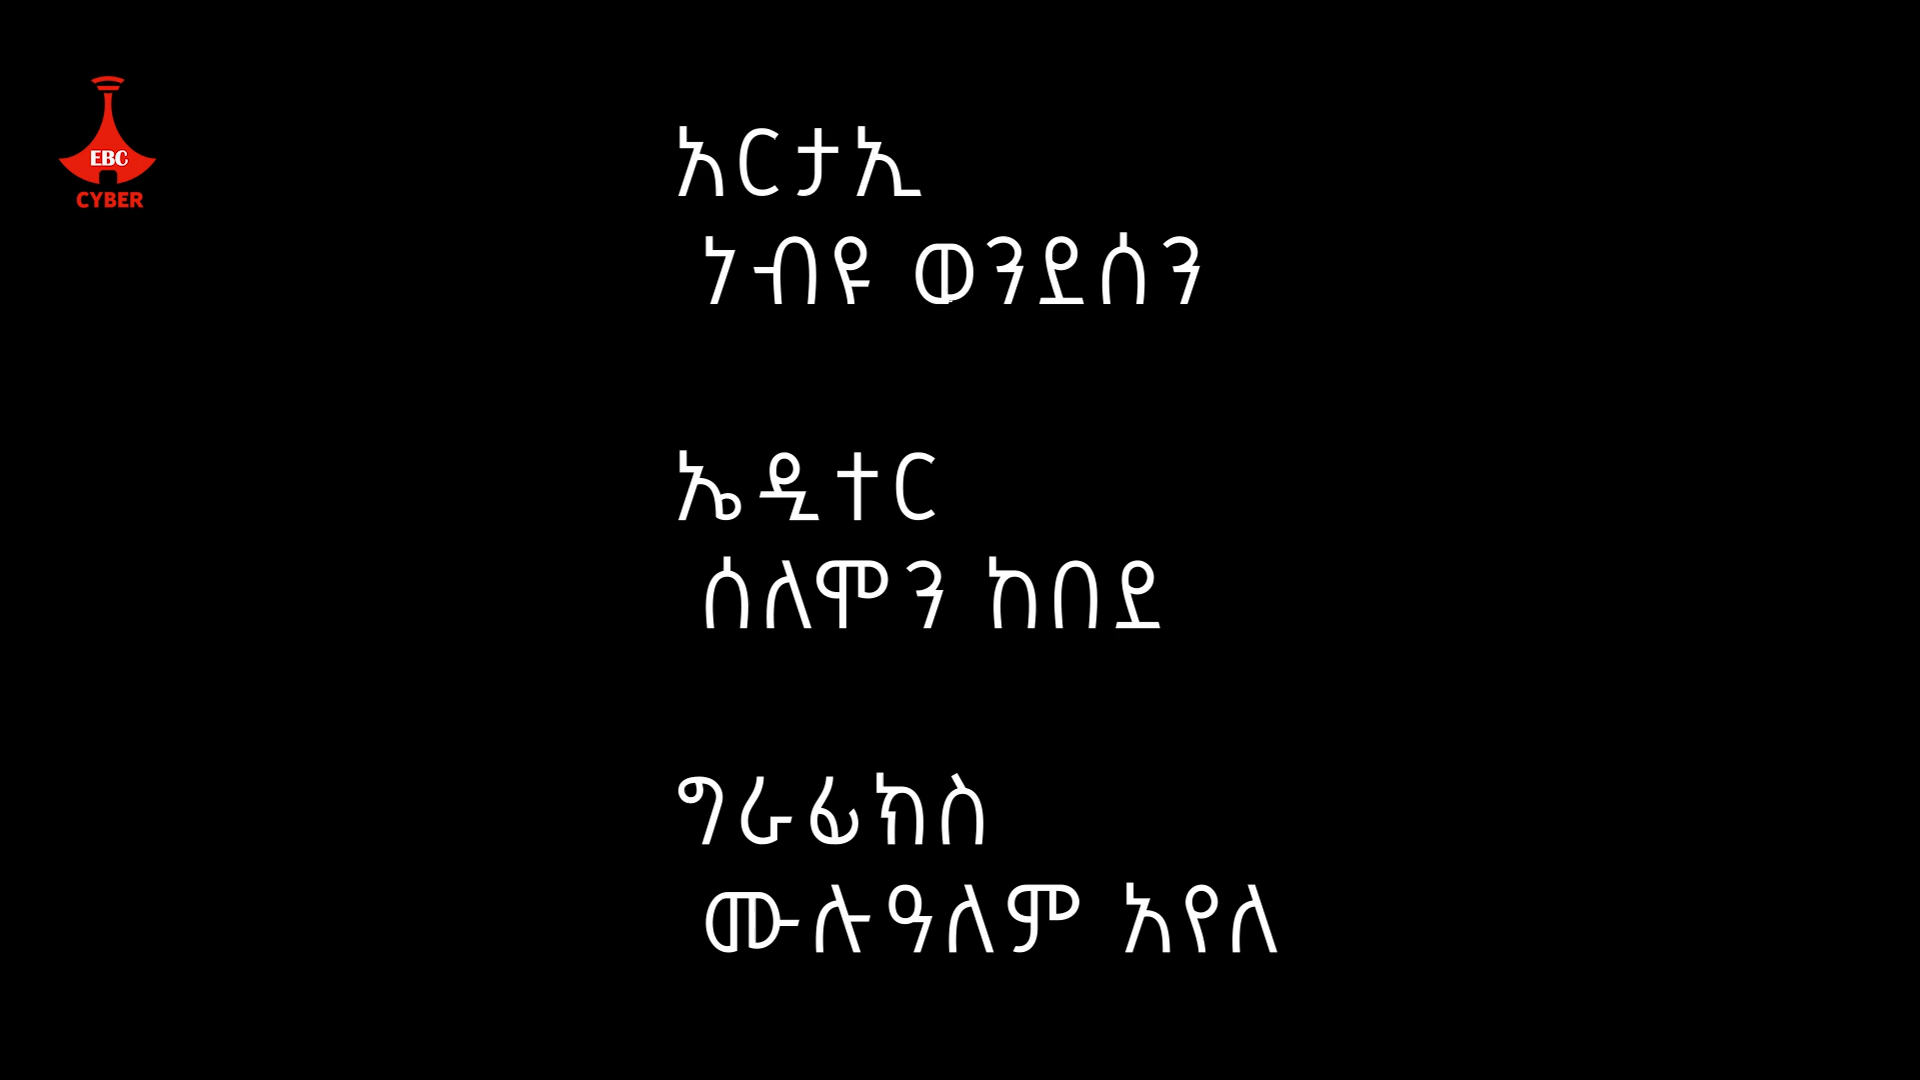 EBC
CYBER
አርታኢ
ነብዩ ወንደሰን
ኤዲተር
ሰለሞን ከበደ
ግራፊክስ
ሙሉዓለም አየለ